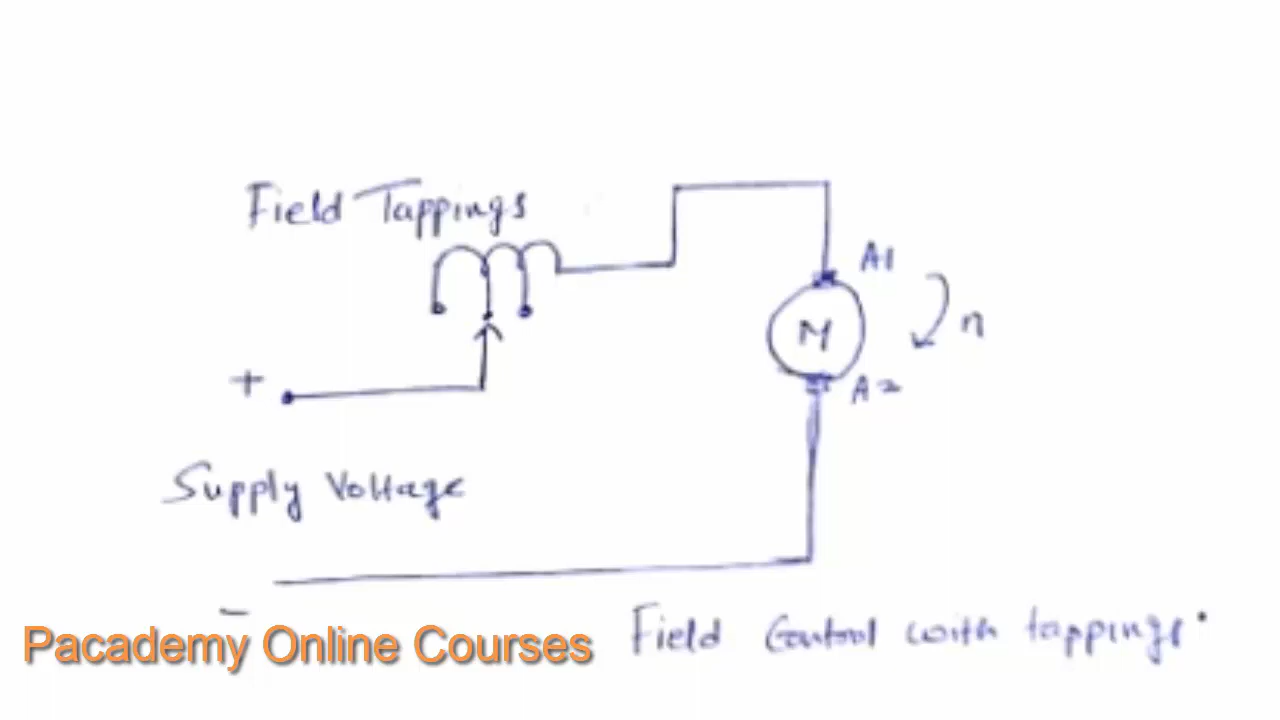 Field Tappings
A1
M
n
+
A2
Supply Voltage
-
Field Control with tappings.
Pacademy Online Courses